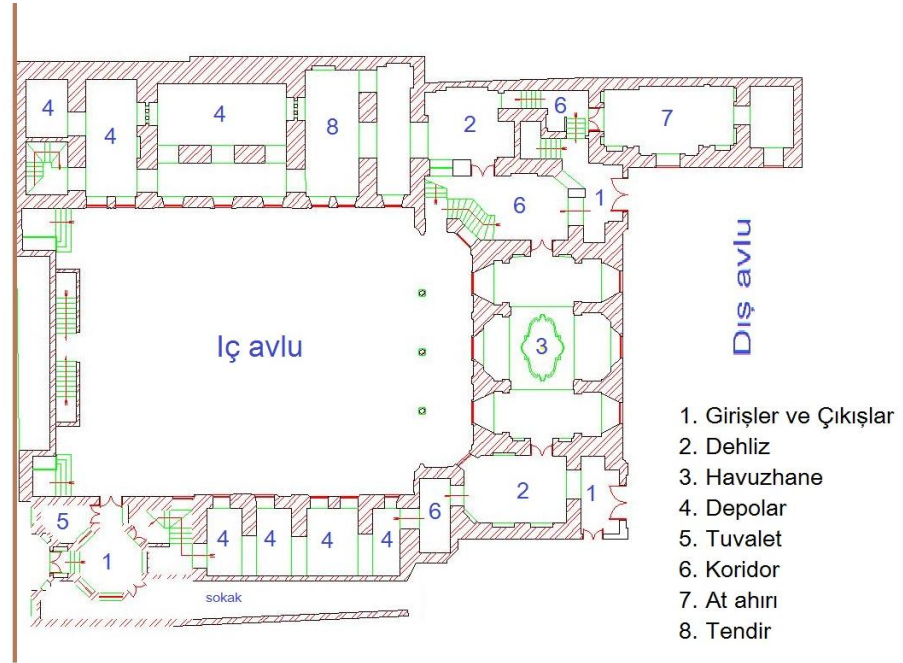 4
4
4
8
2
6
7
6
1
Iç avlu
3
Dış avlu
5
1
4
4
4
4
6
2
1
sokak
1. Girişler ve Çıkışlar
2. Dehliz
3. Havuzhane
4. Depolar
5. Tuvalet
6. Koridor
7. At ahırı
8. Tendir